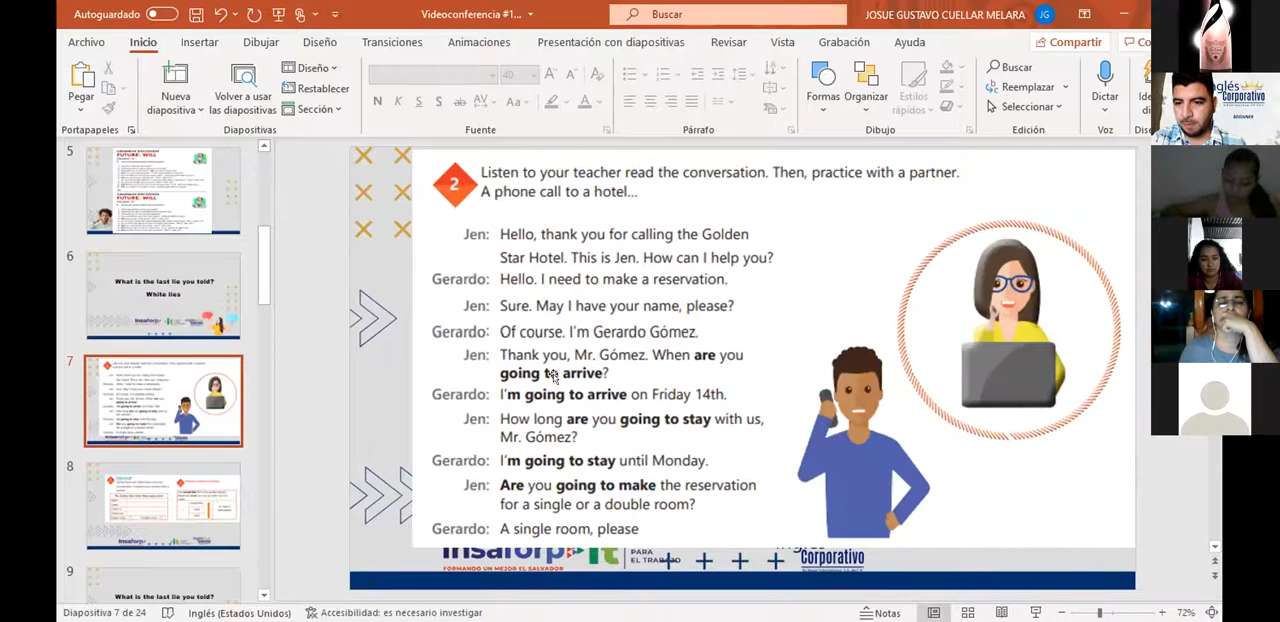 Autoguardado
Videoconferencia #1...
Buscar
JOSUE GUSTAVO CUELLAR MELARA
JG
Archivo
Inicio
Insertar
Dibujar
Diseño
Transiciones
Animaciones
Presentación con diapositivas
Revisar
Vista
Grabación
Ayuda
Compartir
Co
Pegar
Nueva
diapositiva
Volver a usar
las diapositivas
Diseño
Restablecer
Sección
Formas
Organizar
Estilos
rápidos
Buscar
Reemplazar
Seleccionar
Dictar
Portapapeles
Diapositivas
Fuente
Párrafo
Dibujo
Edición
Voz
Inglés
Corporativo
BEGINNER
5
FUTURE: WILL
FUTURE: WILL
6
What is the last lie you told?
White lies
7
8
9
What is the last lie you told?
2
Listen to your teacher read the conversation. Then, practice with a partner.
A phone call to a hotel...
Jen: thank you for calling the Golden
Star Hotel. This is Jen. How can I help you?
Gerardo: Hello. I need to make a reservation.
Jen: Sure. May I have your name, please?
Gerardo: Of course. I'm Gerardo Gómez.
Jen: Thank you, Mr. Gómez. When are you
going to arrive?
Gerardo: I'm going to arrive on Friday 14th.
Jen: How long are you going to stay with us,
Mr. Gómez?
Gerardo: I'm going to stay until Monday.
Jen: Are you going to make the reservation
for a single or a double room?
Gerardo: A single room, please
Insaforp
FORMANDO UN MEJOR EL SALVADOR
PARA
EL TRABAJO
Corporativo
Diapositiva 7 de 24
Inglés (Estados Unidos)
Accesibilidad: es necesario investigar
Notas
72%